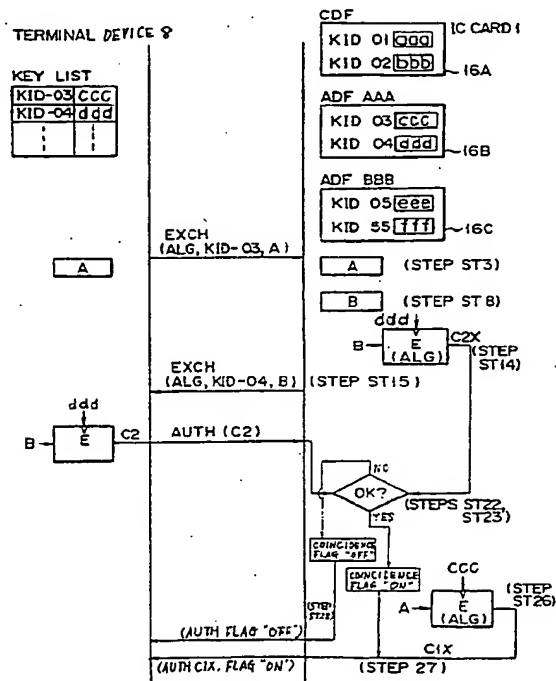 TERMINAL DEVICE 8
KEY LIST
KID-03 CCC
KID-04 ddd
CDF
IC CARD 1
KID 01 aaa
KID 02 bbb
16A
ADF AAA
KID 03 ccc
KID 04 ddd
16B
ADF BBB
KID 05 eee
KID 55 fff
16C
EXCH
(ALG, KID-03, A)
A
A (STEP ST3)
B (STEP ST8)
ddd
B E
(ALG)
C2X
(STEP
ST14)
EXCH
(ALG, KID-04, B)
(STEP ST15)
ddd
B E C2
AUTH (C2)
NO
OK?
YES
(STEPS ST22,
ST23)
COINCIDENCE
FLAG "OFF"
COINCIDENCE
FLAG "ON"
CCC
A E
(ALG)
(STEP
ST26)
(AUTH FLAG "OFF")
C1X
(AUTH C1X, FLAG "ON")
(STEP 27)